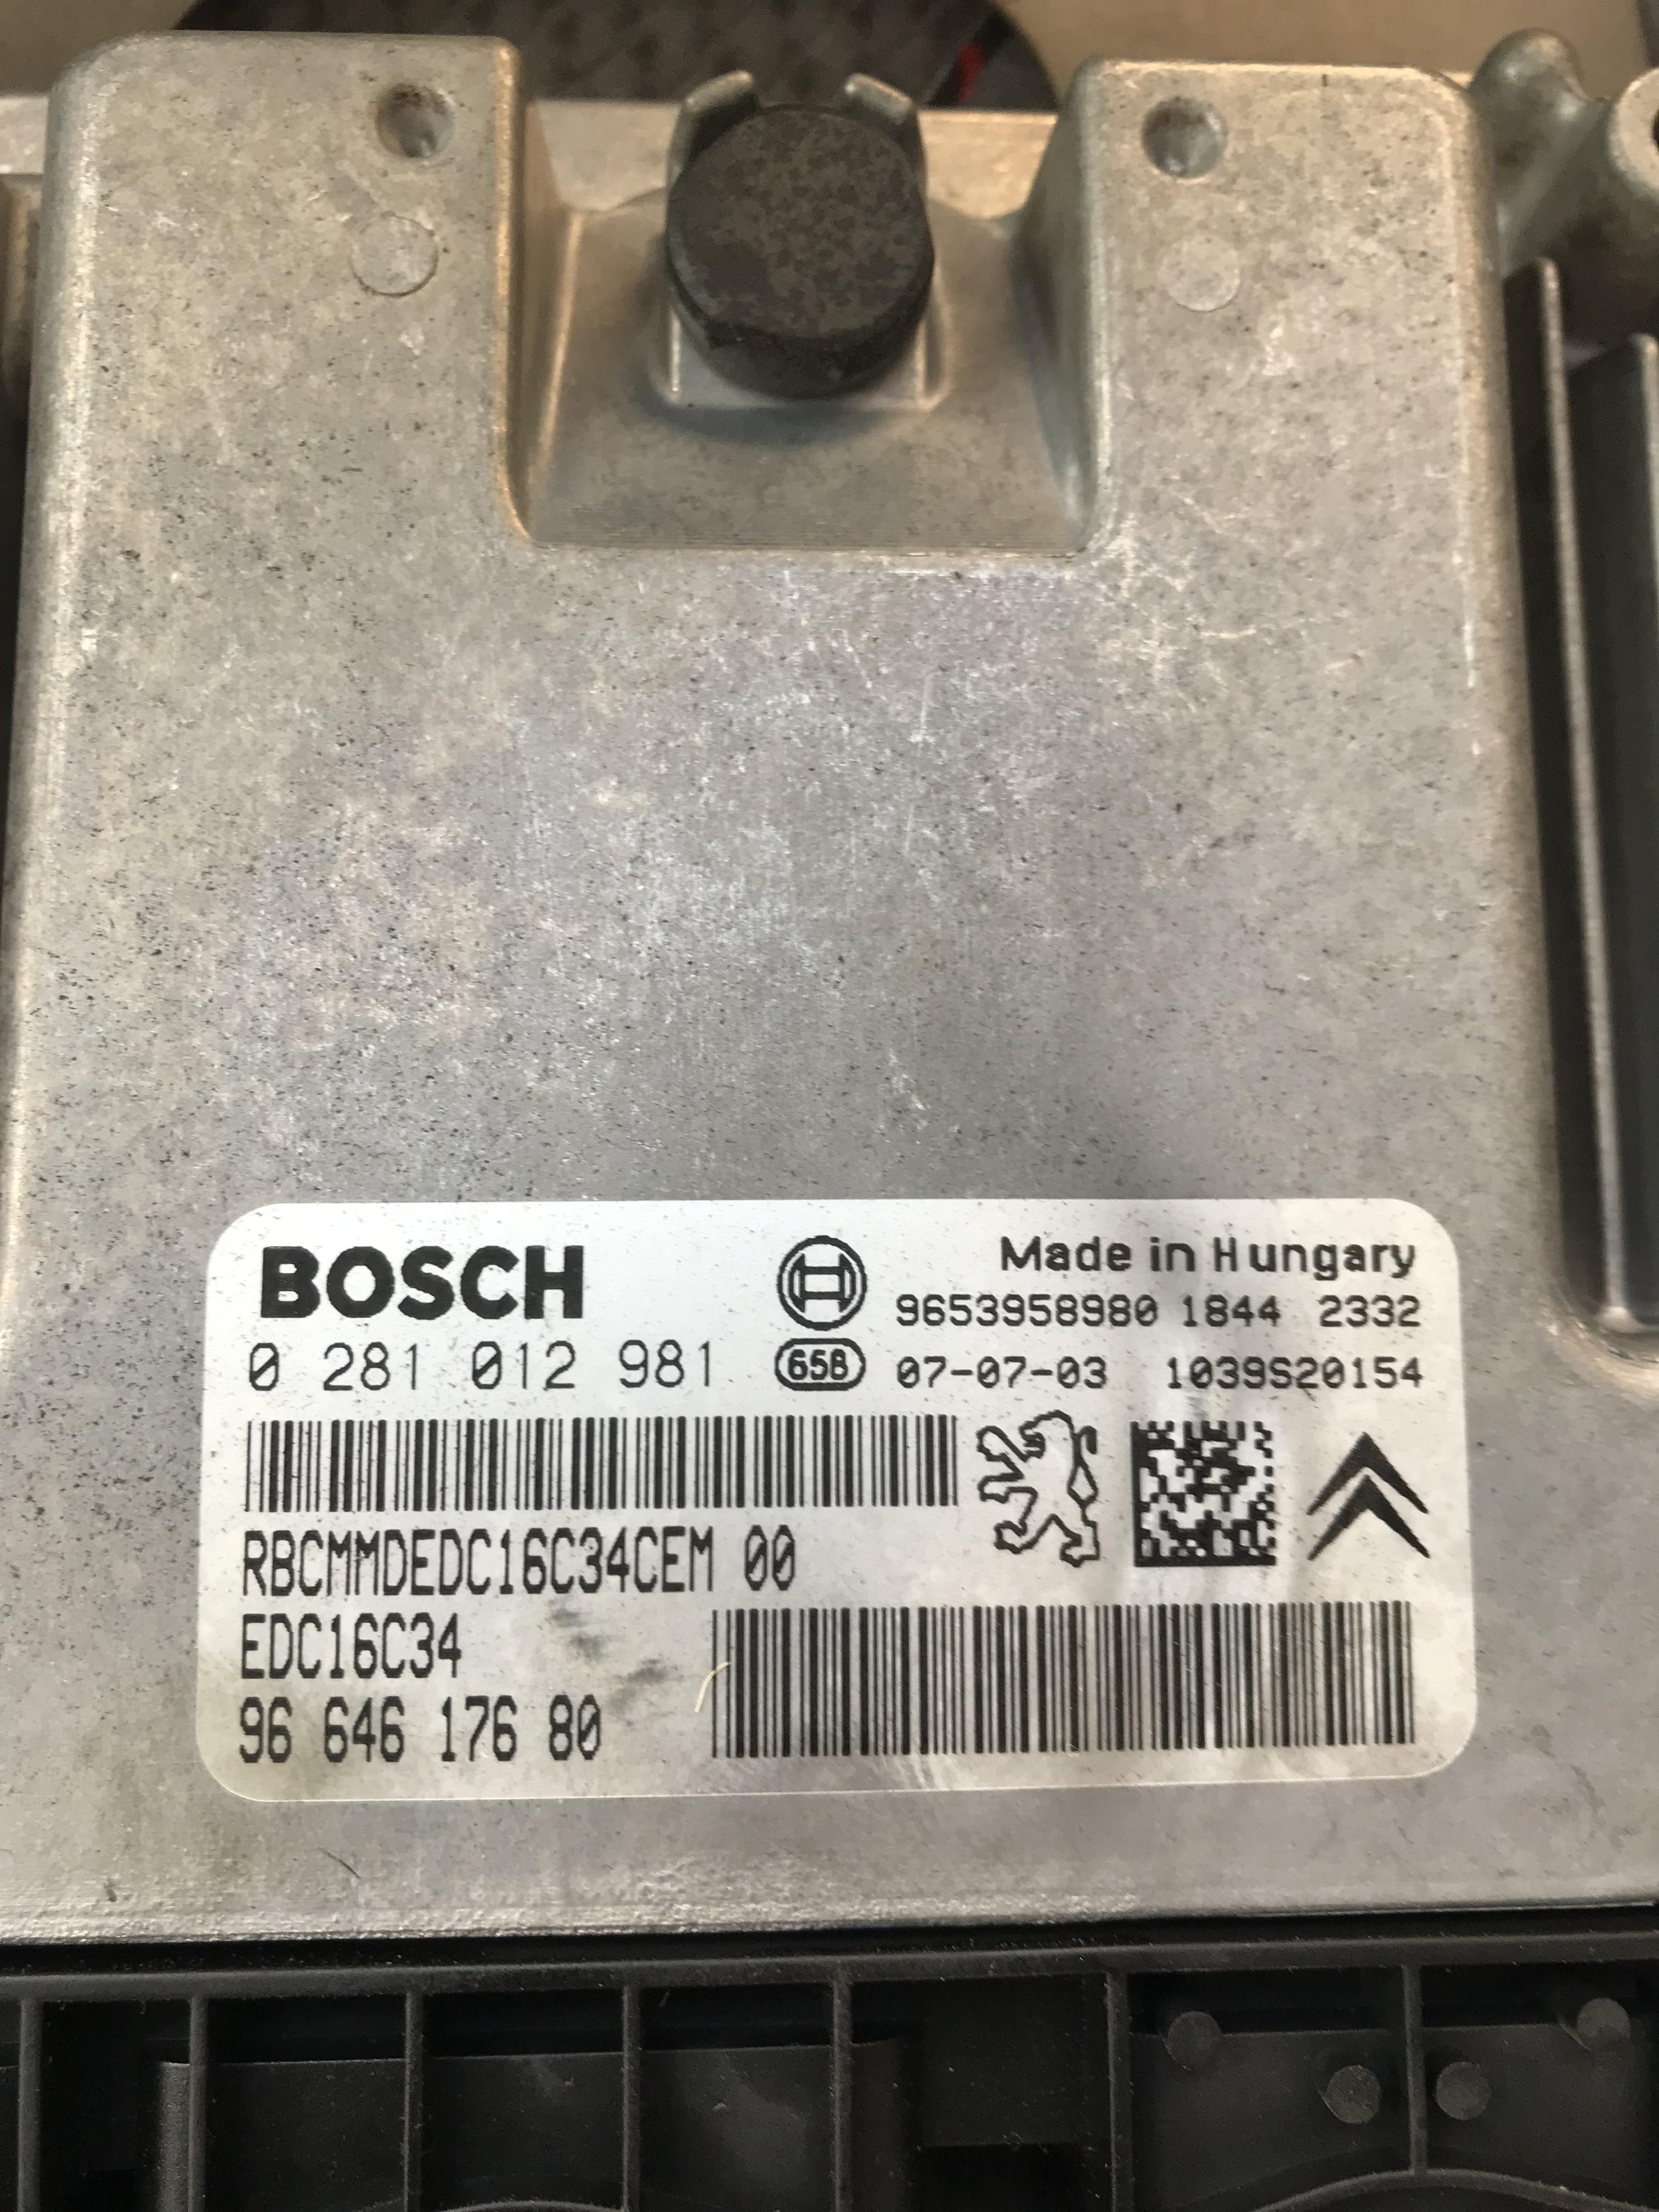 BOSCH
Made in Hungary
9653958980 1844 2332
0 281 012 981
65B
07-07-03 1039S20154
RBCMMDEDC16C34CEM 00
EDC16C34
96 646 176 80